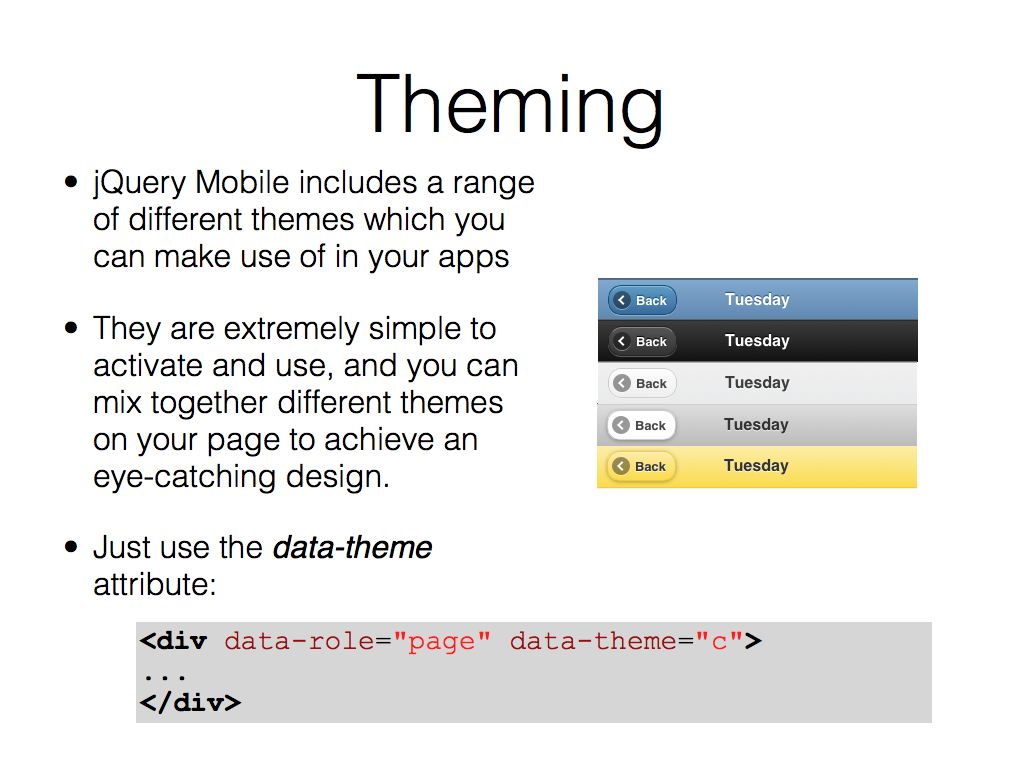 Theming
• jQuery Mobile includes a range
of different themes which you
can make use of in your apps
• They are extremely simple to
activate and use, and you can
mix together different themes
on your page to achieve an
eye-catching design.
• Just use the data-theme
attribute:
Back Tuesday
Back Tuesday
Back Tuesday
Back Tuesday
Back Tuesday
<div data-role="page" data-theme="c">
...
</div>